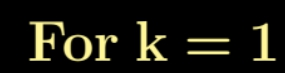 For k = 1